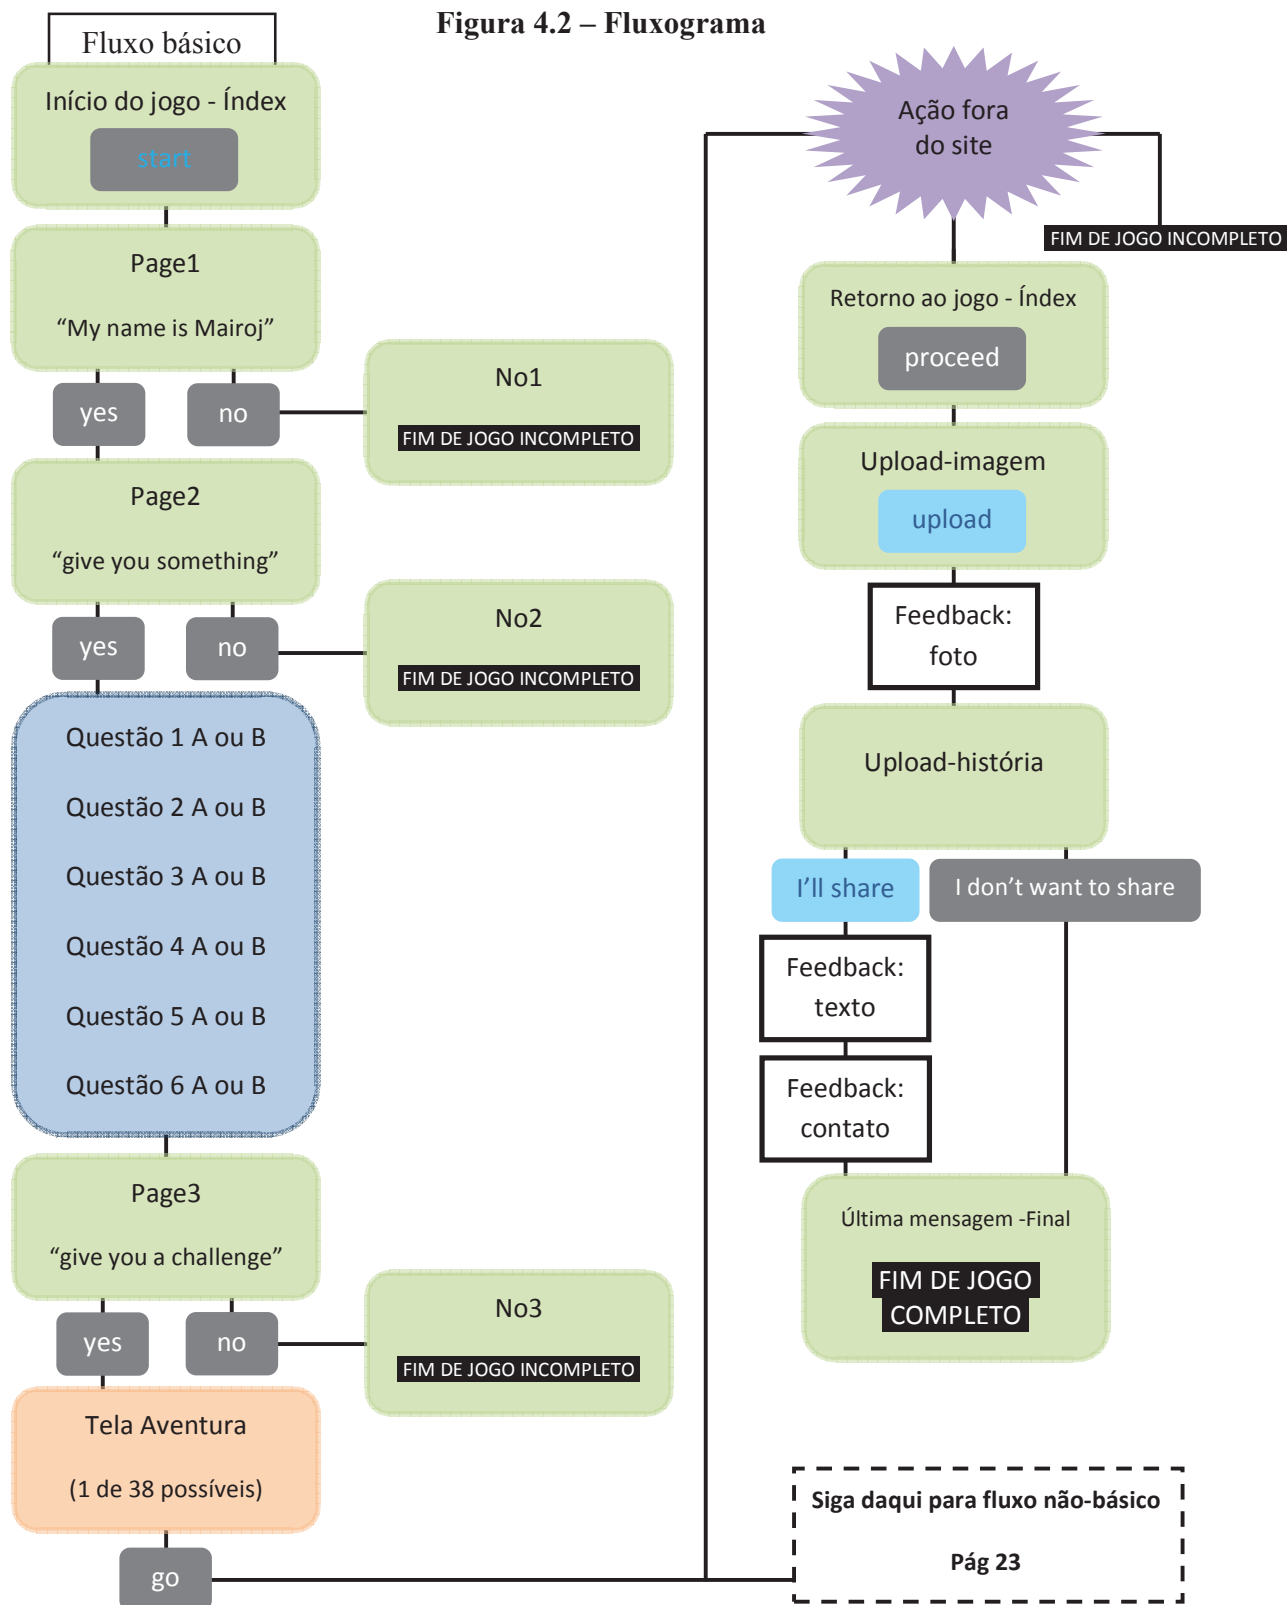 Figura 4.2 – Fluxograma
Fluxo básico
Início do jogo - Índex
start
Page1
“My name is Mairoj”
yes
no
No1
FIM DE JOGO INCOMPLETO
Page2
“give you something”
yes
no
No2
FIM DE JOGO INCOMPLETO
Questão 1 A ou B
Questão 2 A ou B
Questão 3 A ou B
Questão 4 A ou B
Questão 5 A ou B
Questão 6 A ou B
Page3
“give you a challenge”
yes
no
No3
FIM DE JOGO INCOMPLETO
Tela Aventura
(1 de 38 possíveis)
go
Ação fora
do site
FIM DE JOGO INCOMPLETO
Retorno ao jogo - Índex
proceed
Upload-imagem
upload
Feedback:
foto
Upload-história
I’ll share
I don’t want to share
Feedback:
texto
Feedback:
contato
Última mensagem -Final
FIM DE JOGO
COMPLETO
Siga daqui para fluxo não-básico
Pág 23